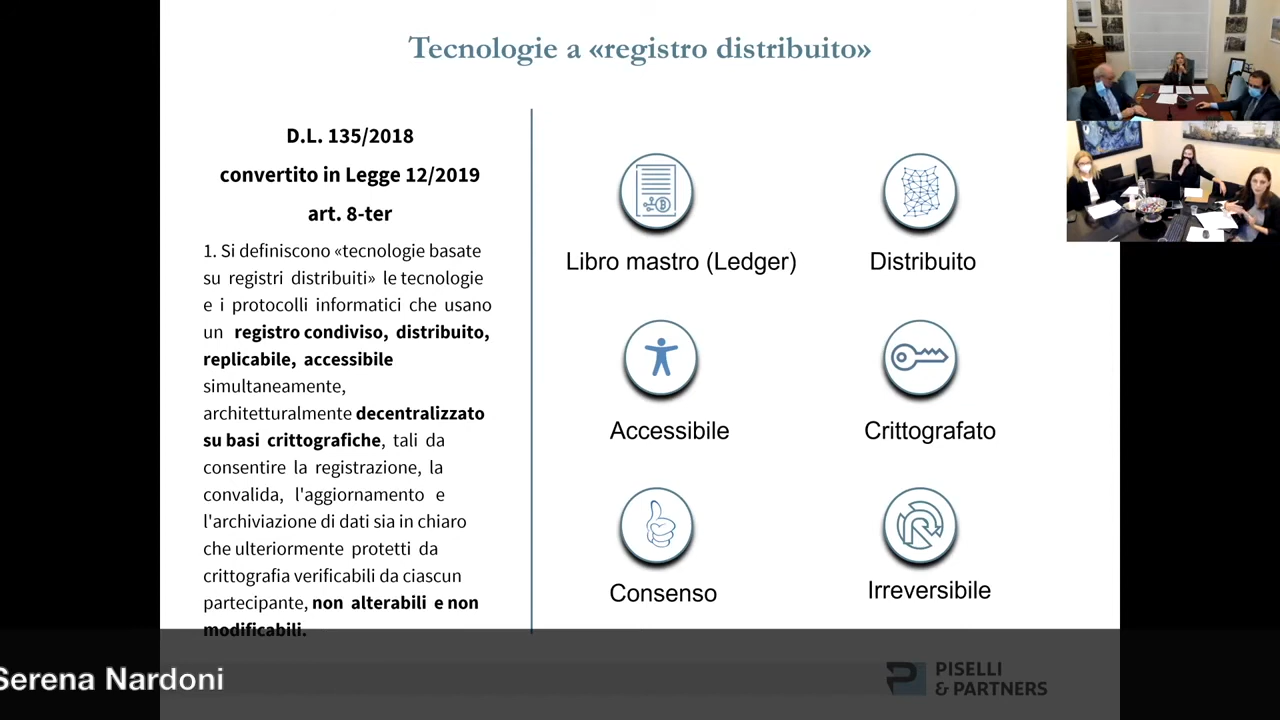 Tecnologie a «registro distribuito»
D.L. 135/2018
convertito in Legge 12/2019
art. 8-ter
1. Si definiscono «tecnologie basate
su registri distribuiti» le tecnologie
e i protocolli informatici che usano
un registro condiviso, distribuito,
replicabile, accessibile
simultaneamente,
architetturalmente decentralizzato
su basi crittografiche, tali da
consentire la registrazione, la
convalida, l'aggiornamento e
l'archiviazione di dati sia in chiaro
che ulteriormente protetti da
crittografia verificabili da ciascun
partecipante, non alterabili e non
modificabili.
Libro mastro (Ledger)
Distribuito
Accessibile
Crittografato
Consenso
Irreversibile
Serena Nardoni
PISELLI
& PARTNERS